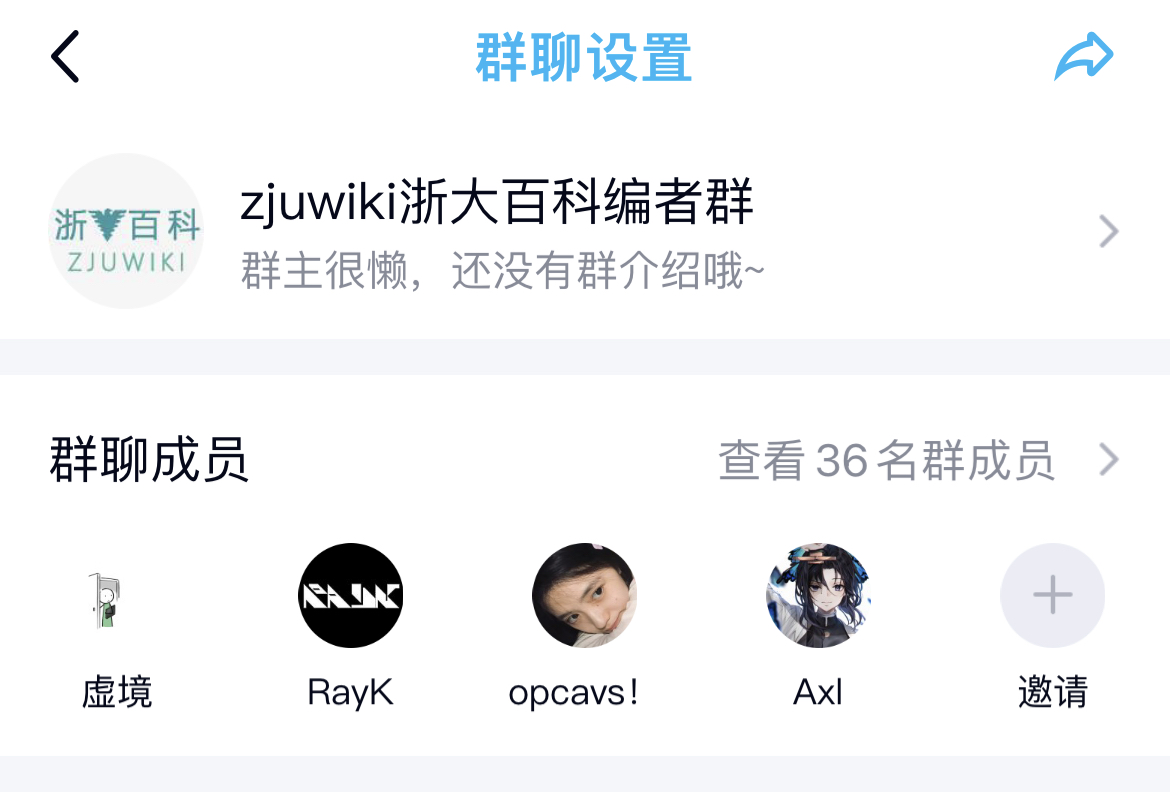 群聊设置
浙百科
ZJUWIKI
zjuwiki浙大百科编者群
群主很懒，还没有群介绍哦~
群聊成员
查看36名群成员
虚境
RayK
opcavs!
Axl
邀请